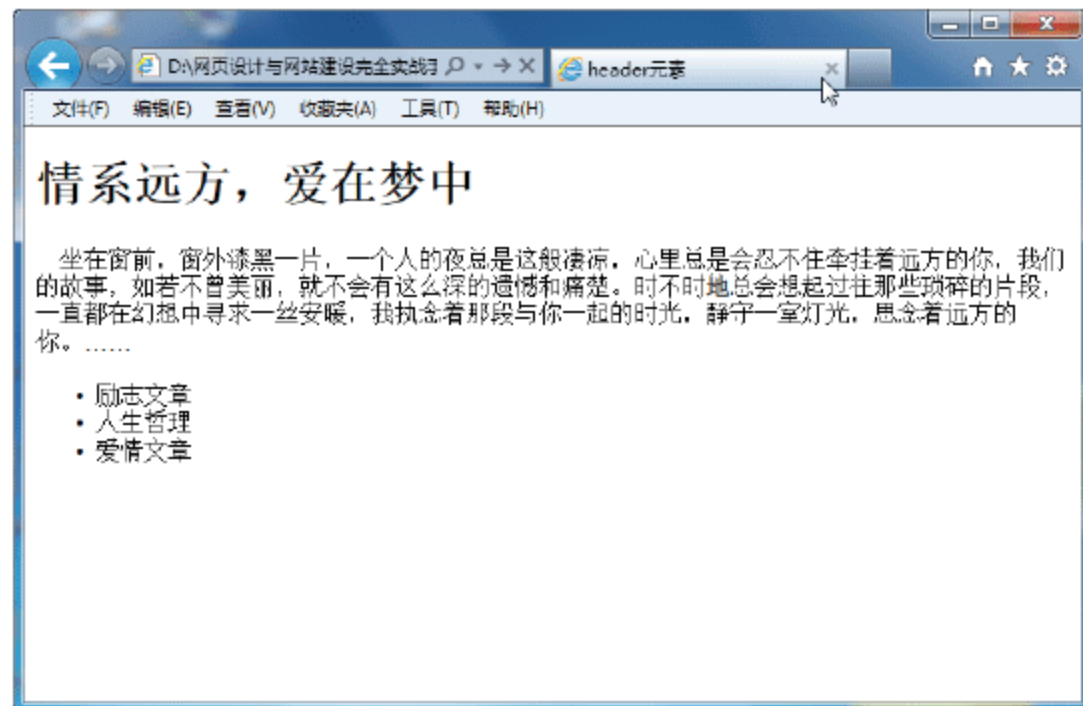 D:\网页设计与网站建设完全实战手
header元素
文件(F) 编辑(E) 查看(V) 收藏夹(A) 工具(T) 帮助(H)
情系远方，爱在梦中
坐在窗前，窗外漆黑一片，一个人的夜总是这般凄凉，心里总是会忍不住牵挂着远方的你，我们
的故事，如若不曾美丽，就不会有这么深的遗憾和痛楚。时不时地总会想起过往那些琐碎的片段，
一直都在幻想中寻求一丝安暖，我执念着那段与你一起的时光，静守一室灯光，思念着远方的
你。……
• 励志文章
• 人生哲理
• 爱情文章